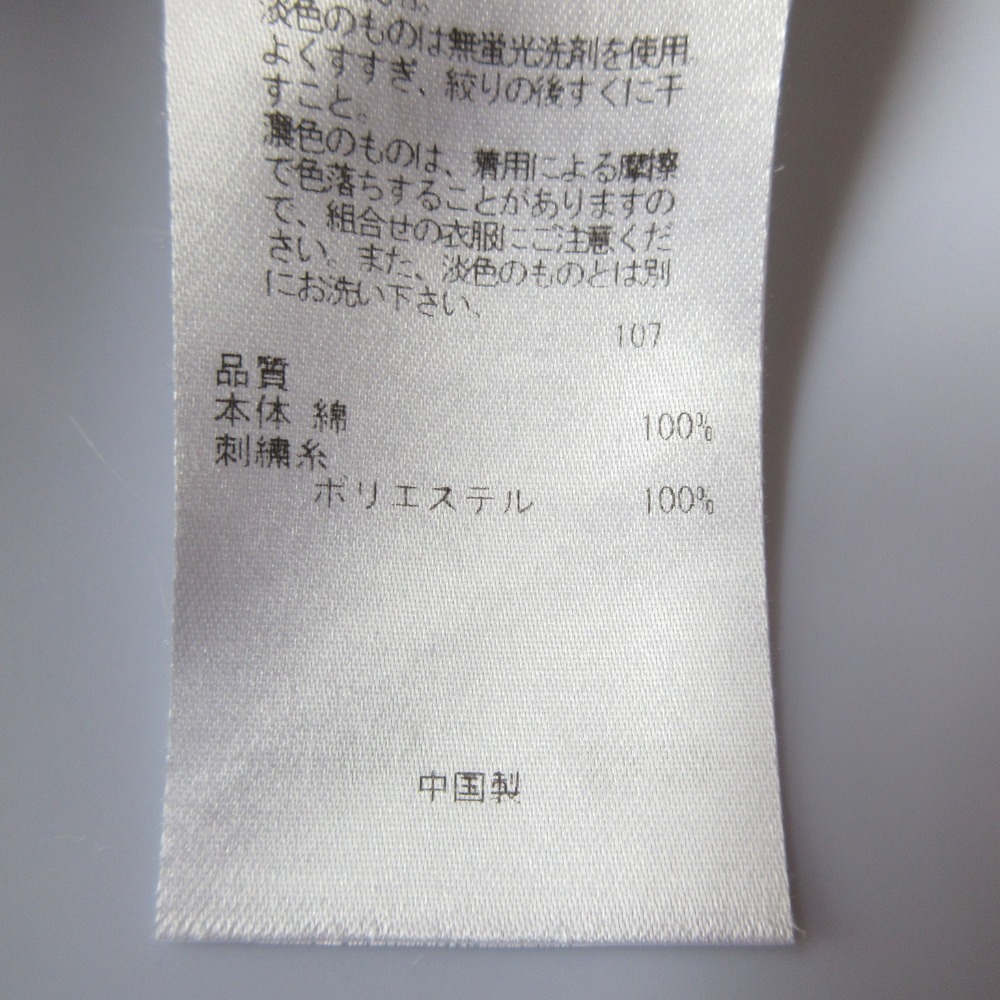 淡色のものは無蛍光洗剤を使用
よくすすぎ、絞りの後すぐに干
すこと。
濃色のものは、着用による摩擦
で色落ちすることがありますの
で、組合せの衣服にご注意くだ
さい、また、淡色のものとは別
にお洗い下さい、
107
品質
本体 綿 100%
刺繍糸
ポリエステル 100%
中国製